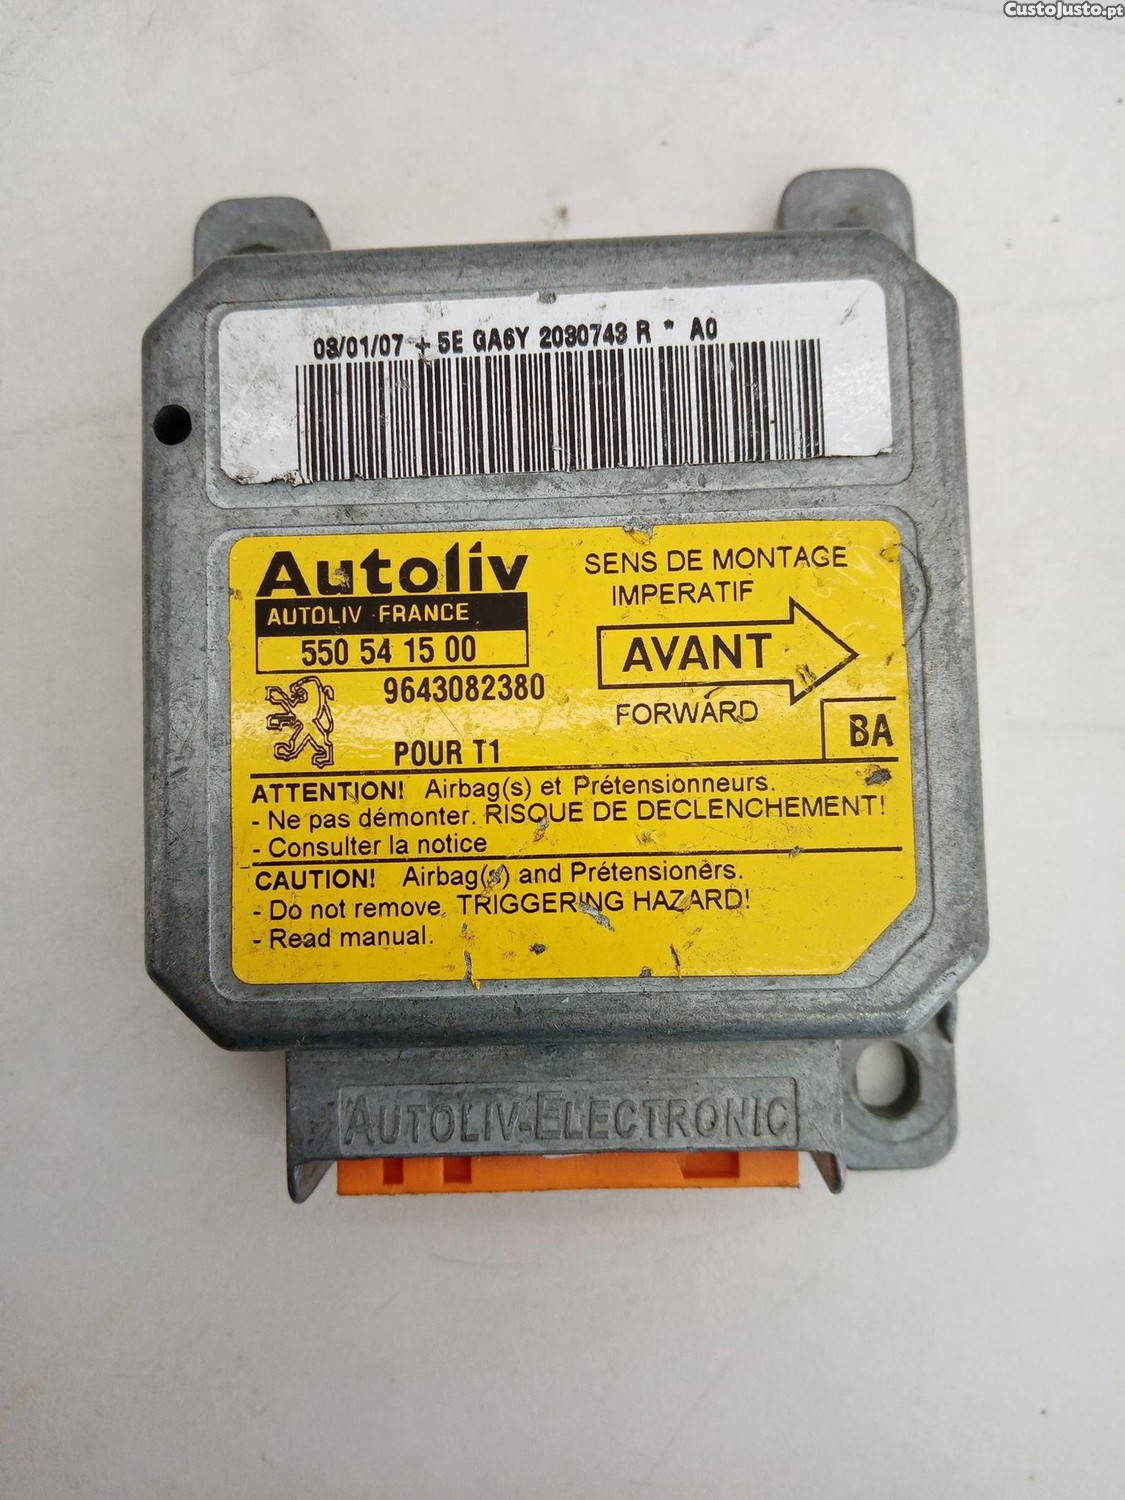 CustoJusto.pt
03/01/07 + 5E GA6Y 2030743 R * A0
Autoliv
AUTOLIV FRANCE
550 54 15 00
9643082380
POUR T1
SENS DE MONTAGE
IMPERATIF
AVANT
FORWARD
BA
ATTENTION! Airbag(s) et Prétensionneurs.
- Ne pas démonter. RISQUE DE DECLENCHEMENT!
- Consulter la notice
CAUTION! Airbag(s) and Prétensioners.
- Do not remove. TRIGGERING HAZARD!
- Read manual.
AUTOLIV-ELECTRONIC